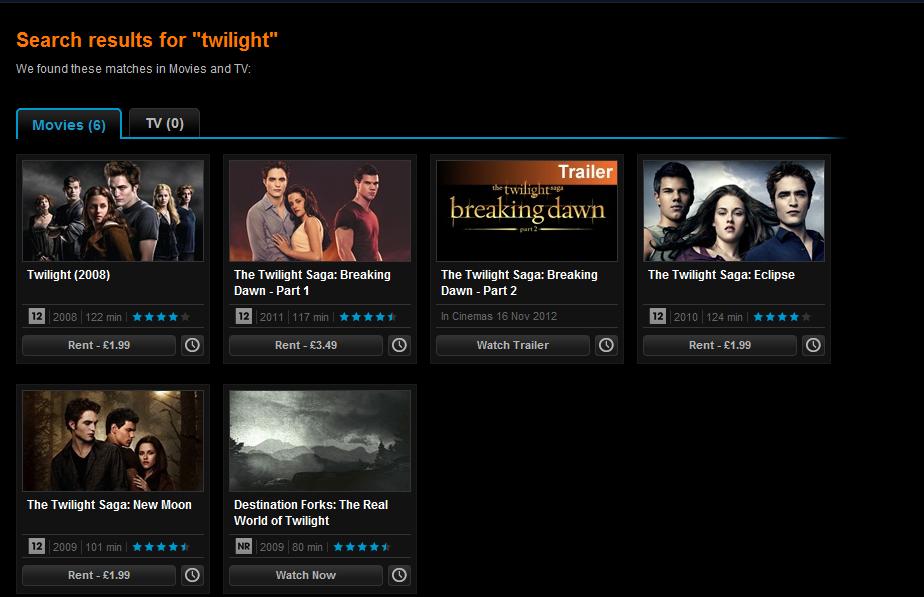 Search results for "twilight"
We found these matches in Movies and TV:
Movies (6)
TV (0)
Twilight (2008)
12 2008 122 min
Rent - £1.99
The Twilight Saga: Breaking
Dawn - Part 1
12 2011 117 min
Rent - £3.49
Trailer
the twilight saga
breaking dawn
part 2
The Twilight Saga: Breaking
Dawn - Part 2
In Cinemas 16 Nov 2012
Watch Trailer
The Twilight Saga: Eclipse
12 2010 124 min
Rent - £1.99
The Twilight Saga: New Moon
12 2009 101 min
Rent - £1.99
Destination Forks: The Real
World of Twilight
NR 2009 80 min
Watch Now